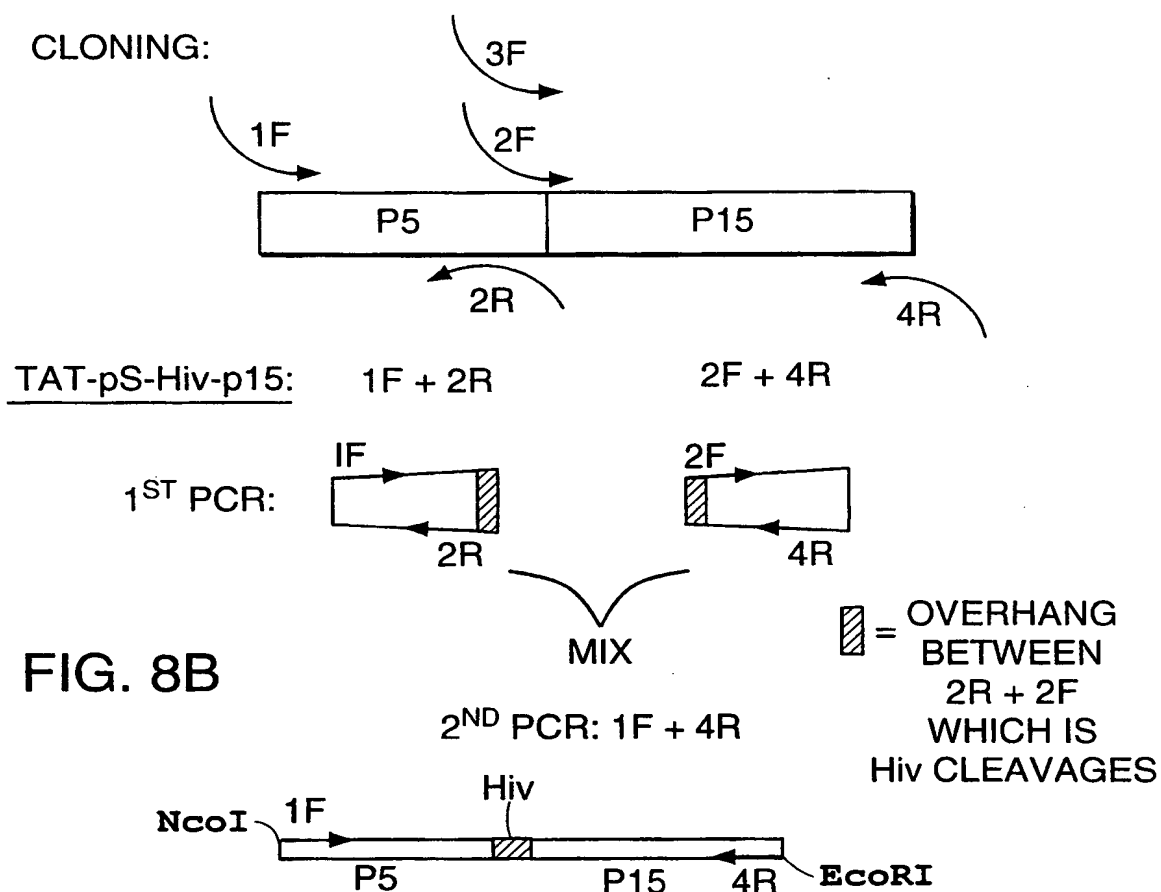 CLONING:
3F
1F
2F
P5 P15
2R
4R
TAT-pS-Hiv-p15: 1F + 2R 2F + 4R
1ST PCR:
IF
2R
2F
4R
MIX
= OVERHANG
BETWEEN
2R + 2F
WHICH IS
Hiv CLEAVAGES
FIG. 8B
2ND PCR: 1F + 4R
NcoI 1F Hiv
P5 P15 4R EcoRI